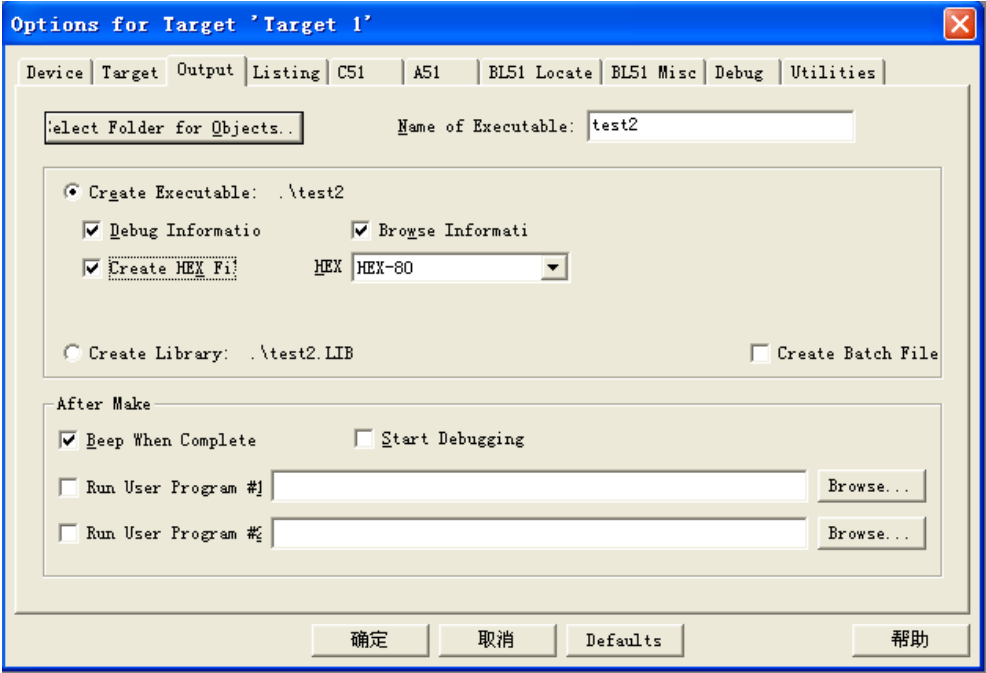 Options for Target 'Target 1'
Device Target Output Listing C51 A51 BL51 Locate BL51 Misc Debug Utilities
elect Folder for Objects.. Name of Executable: test2
Create Executable: .\test2
Debug Informatio Browse Informati
Create HEX Fi HEX HEX-80
Create Library: .\test2.LIB Create Batch File
After Make
Beep When Complete Start Debugging
Run User Program #1 Browse...
Run User Program #2 Browse...
确定 取消 Defaults 帮助